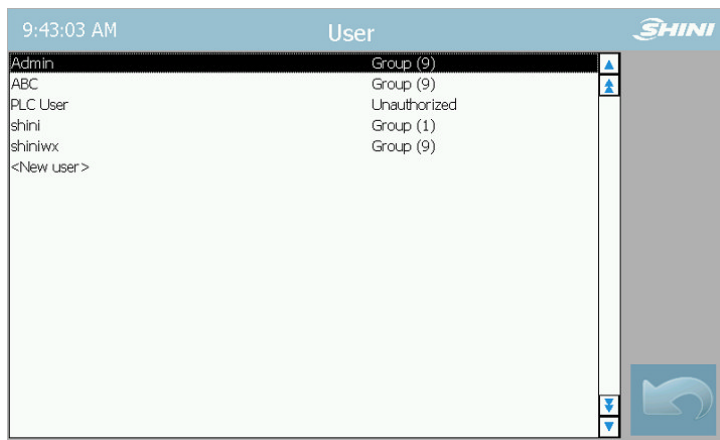 9:43:03 AM User SHINI
Admin Group (9)
ABC Group (9)
PLC User Unauthorized
shini Group (1)
shiniwx Group (9)
<New user>